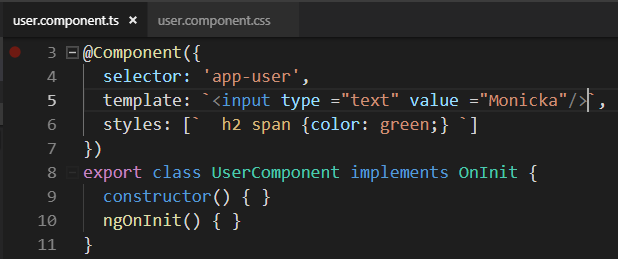 user.component.ts × user.component.css
3 @Component({
4 selector: 'app-user',
5 template: `<input type ="text" value ="Monicka"/>`,
6 styles: [`  h2 span {color: green;} `]
7 })
8 export class UserComponent implements OnInit {
9 constructor() { }
10 ngOnInit() { }
11 }